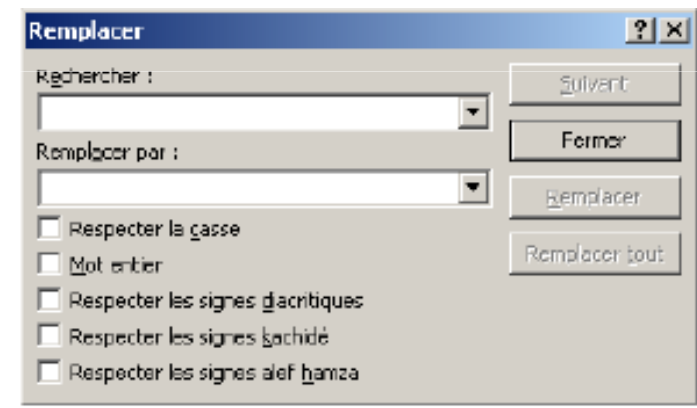 Remplacer
Rechercher :
Suivant
Fermer
Remplacer par :
Remplacer
Respecter la casse
Remplacer tout
Mot entier
Respecter les signes diacritiques
Respecter les signes kachidé
Respecter les signes alef hamza